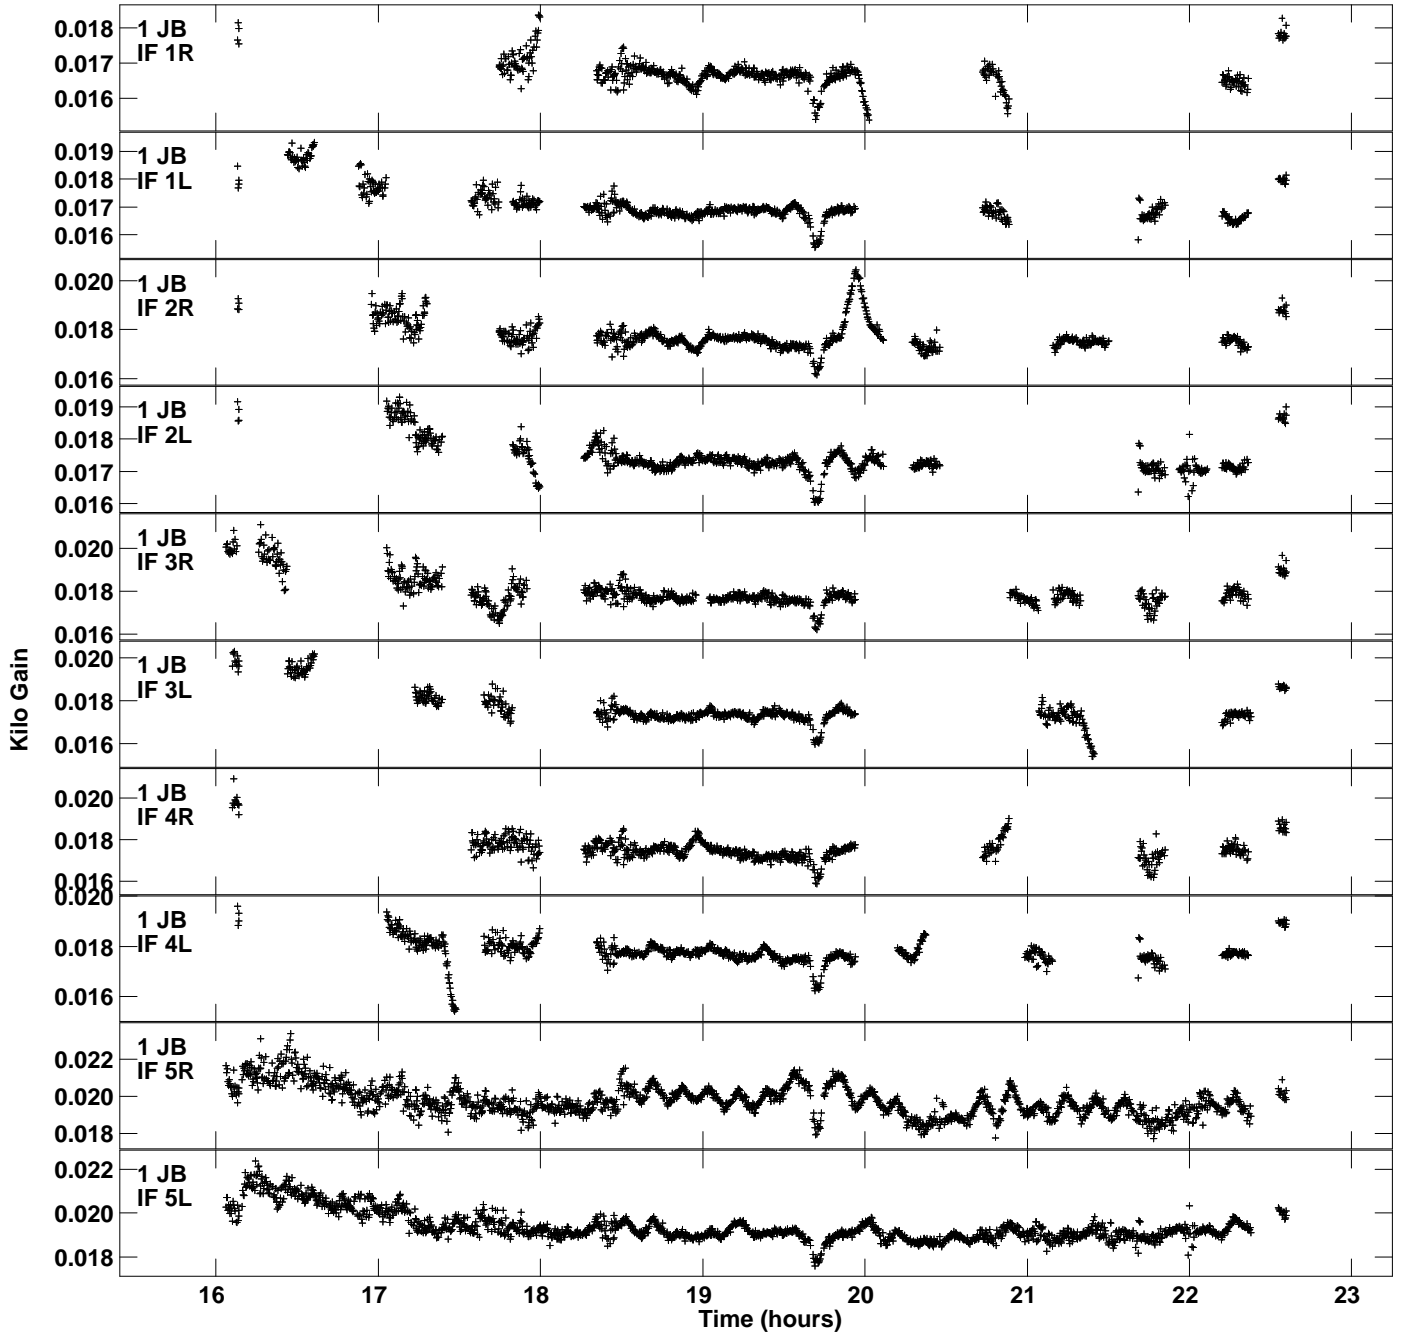 Kilo Gain
0.018
0.017
0.016
1 JB
IF 1R
0.019
0.018
0.017
0.016
1 JB
IF 1L
0.020
0.018
0.016
1 JB
IF 2R
0.019
0.018
0.017
0.016
1 JB
IF 2L
0.020
0.018
0.016
1 JB
IF 3R
0.020
0.018
0.016
1 JB
IF 3L
0.020
0.018
0.016
1 JB
IF 4R
0.020
0.018
0.016
1 JB
IF 4L
0.022
0.020
0.018
1 JB
IF 5R
0.022
0.020
0.018
1 JB
IF 5L
16 17 18 19 20 21 22 23
Time (hours)